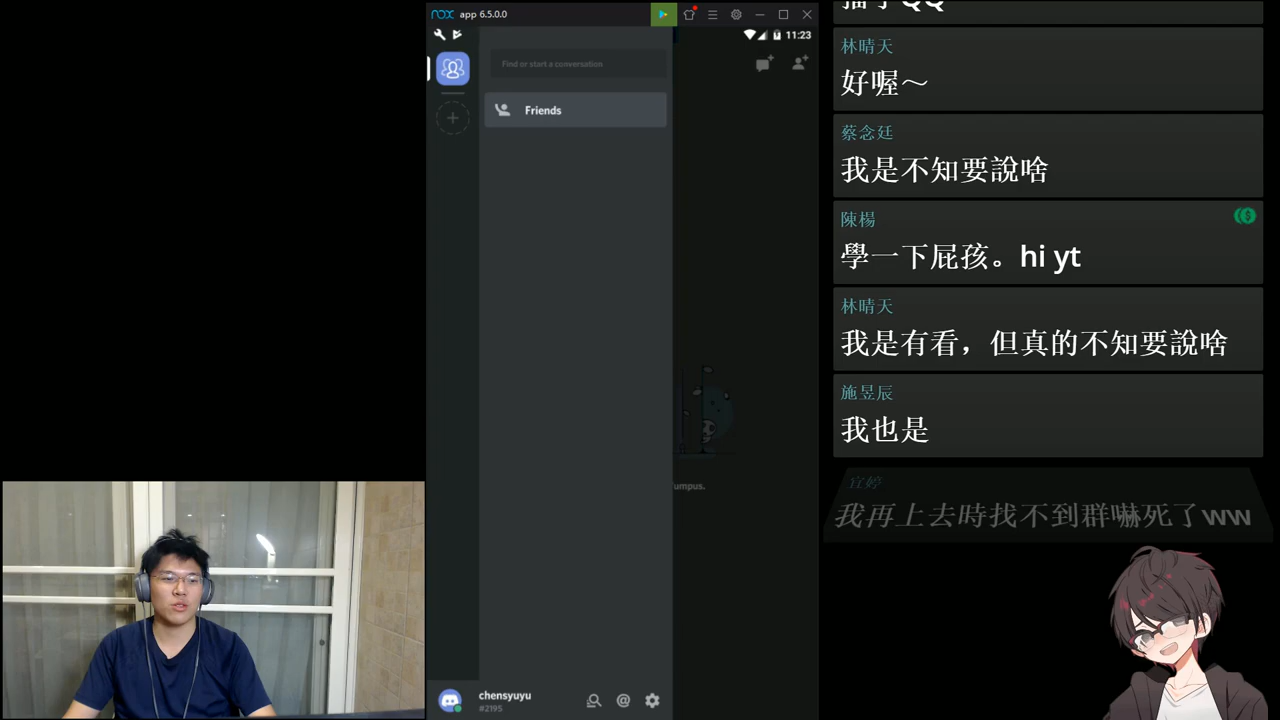 nox app 6.5.0.0
11:23
Find or start a conversation
Friends
umpus.
chensyuyu
#2195
林晴天
好喔～
蔡念廷
我是不知要說啥
陳楊
學一下屁孩。hi yt
林晴天
我是有看，但真的不知要說啥
施昱辰
我也是
宜婷
我再上去時找不到群嚇死了ww